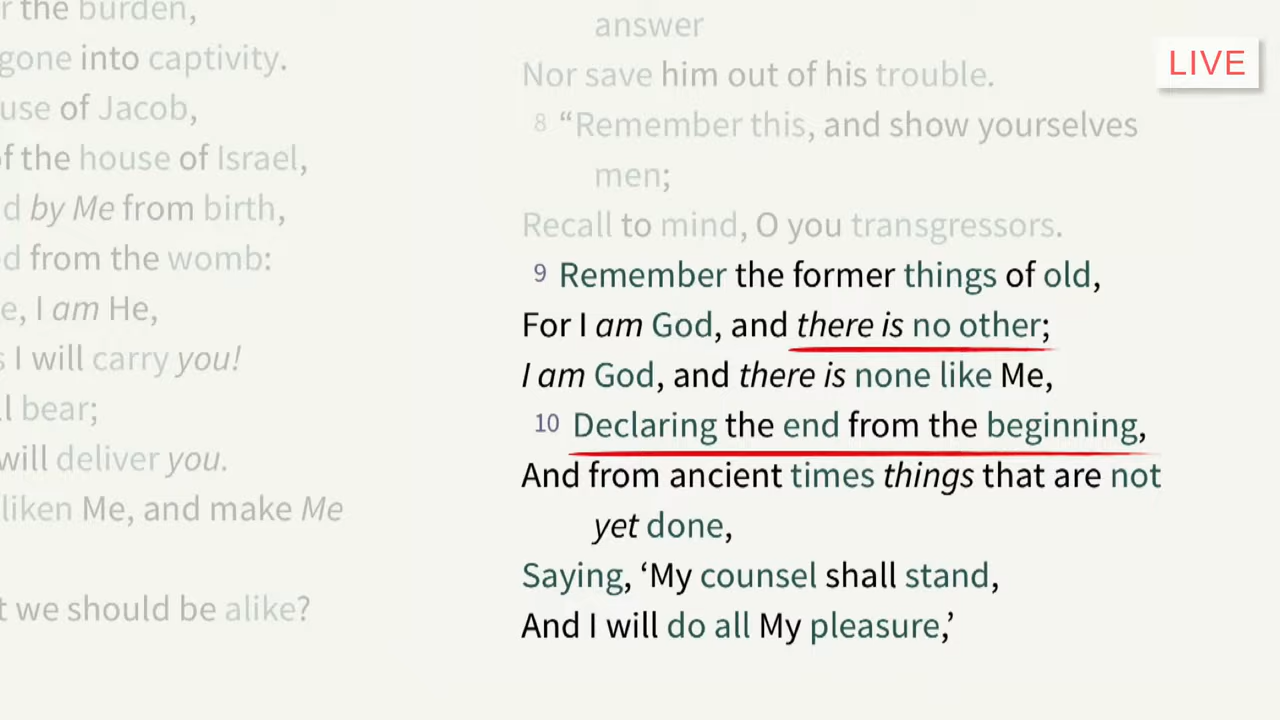 r the burden,
gone into captivity.
use of Jacob,
f the house of Israel,
d by Me from birth,
d from the womb:
e, I am He,
s I will carry you!
l bear;
will deliver you.
liken Me, and make Me
t we should be alike?
answer
Nor save him out of his trouble.
8 “Remember this, and show yourselves
men;
Recall to mind, O you transgressors.
9 Remember the former things of old,
For I am God, and there is no other;
I am God, and there is none like Me,
10 Declaring the end from the beginning,
And from ancient times things that are not
yet done,
Saying, ‘My counsel shall stand,
And I will do all My pleasure,’
LIVE